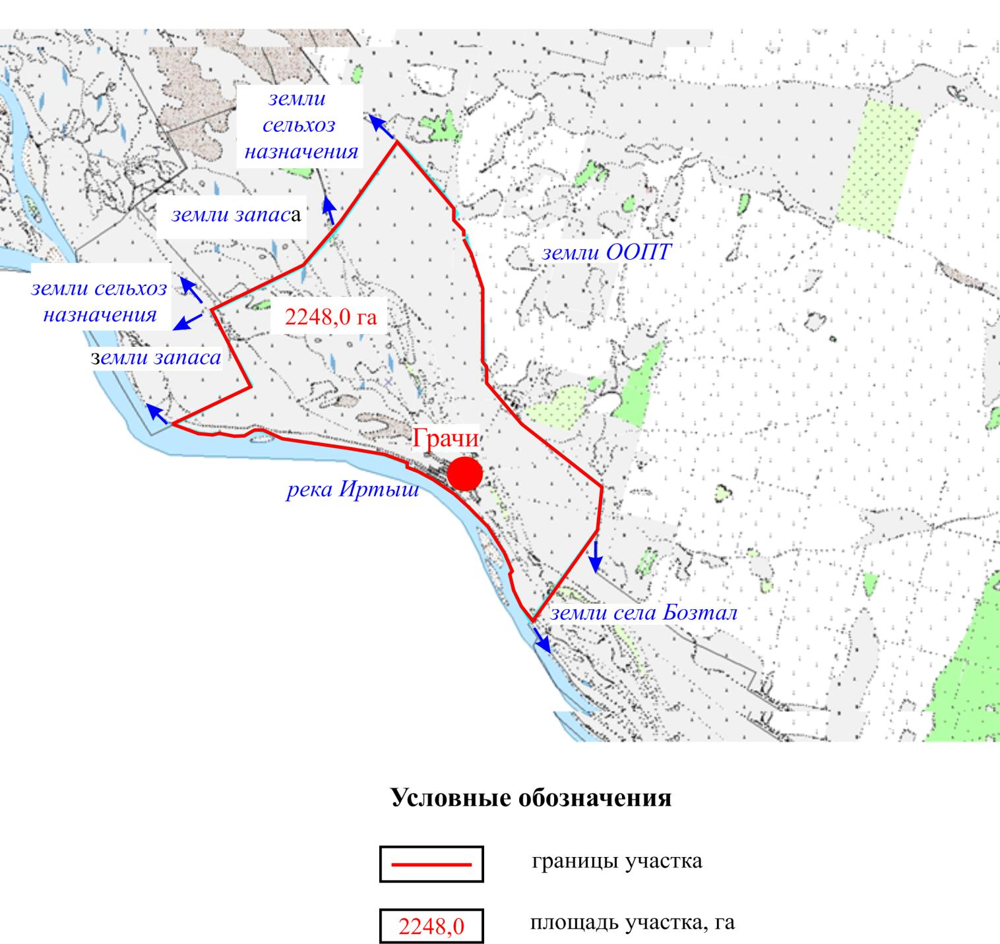 земли
сельхоз
назначения
земли запаса
земли ООПТ
земли сельхоз
назначения
2248,0 га
земли запаса
Грачи
река Иртыш
земли села Бозтал
Условные обозначения
границы участка
2248,0
площадь участка, га